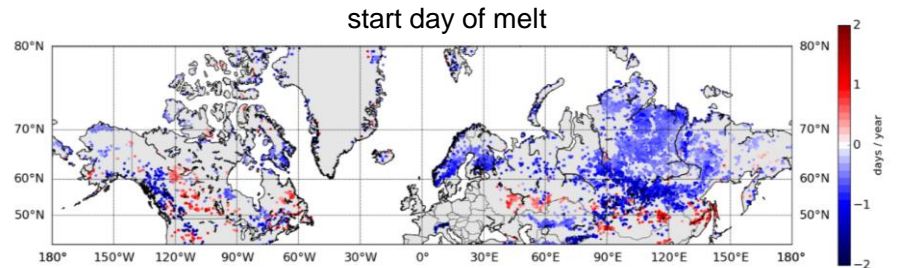 start day of melt
80°N 80°N 2
70°N 70°N 1
60°N 60°N 0
50°N 50°N −1
180° 150°W 120°W 90°W 60°W 30°W 0° 30°E 60°E 90°E 120°E 150°E 180° −2
days / year